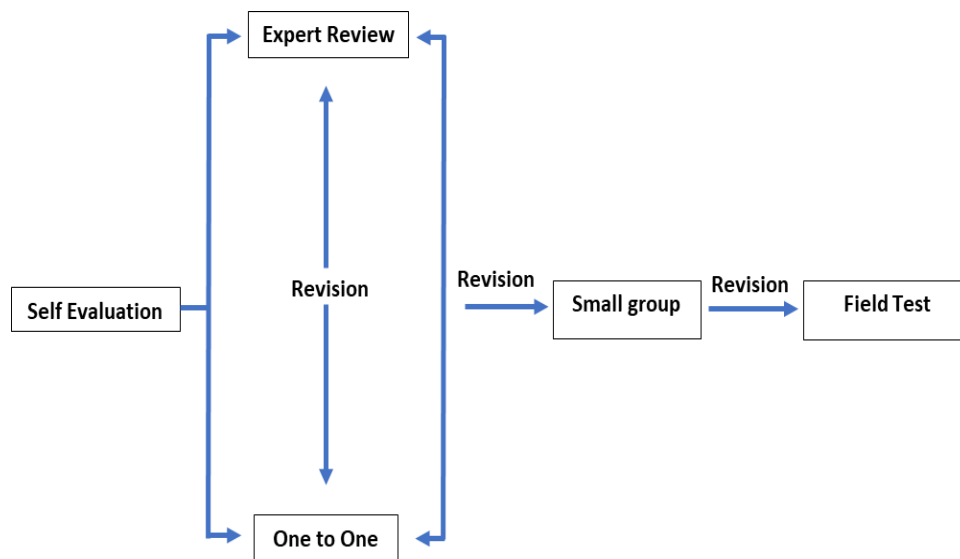 Expert Review
Revision
Self Evaluation
One to One
Revision
Small group
Revision
Field Test